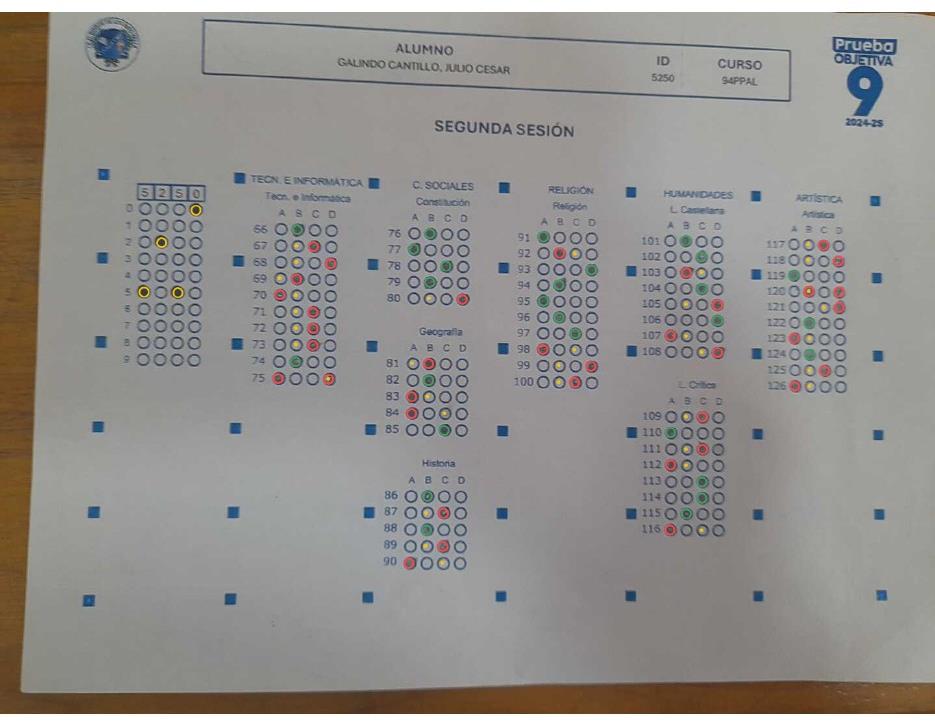 ALUMNO
GALINDO CANTILLO, JULIO CESAR
ID
5250
CURSO
94PPAL
Prueba
OBJETIVA
9
2024-25
SEGUNDA SESIÓN
5 2 5 0
0
1
2
3
4
5
6
7
8
9
TECN. E INFORMÁTICA
Tecn. e Informática
A B C D
66
67
68
69
70
71
72
73
74
75
C. SOCIALES
Constitución
A B C D
76
77
78
79
80
Geografía
A B C D
81
82
83
84
85
Historia
A B C D
86
87
88
89
90
RELIGIÓN
Religión
A B C D
91
92
93
94
95
96
97
98
99
100
HUMANIDADES
L. Castellana
A B C D
101
102
103
104
105
106
107
108
L. Crítica
A B C D
109
110
111
112
113
114
115
116
ARTÍSTICA
Artística
A B C D
117
118
119
120
121
122
123
124
125
126